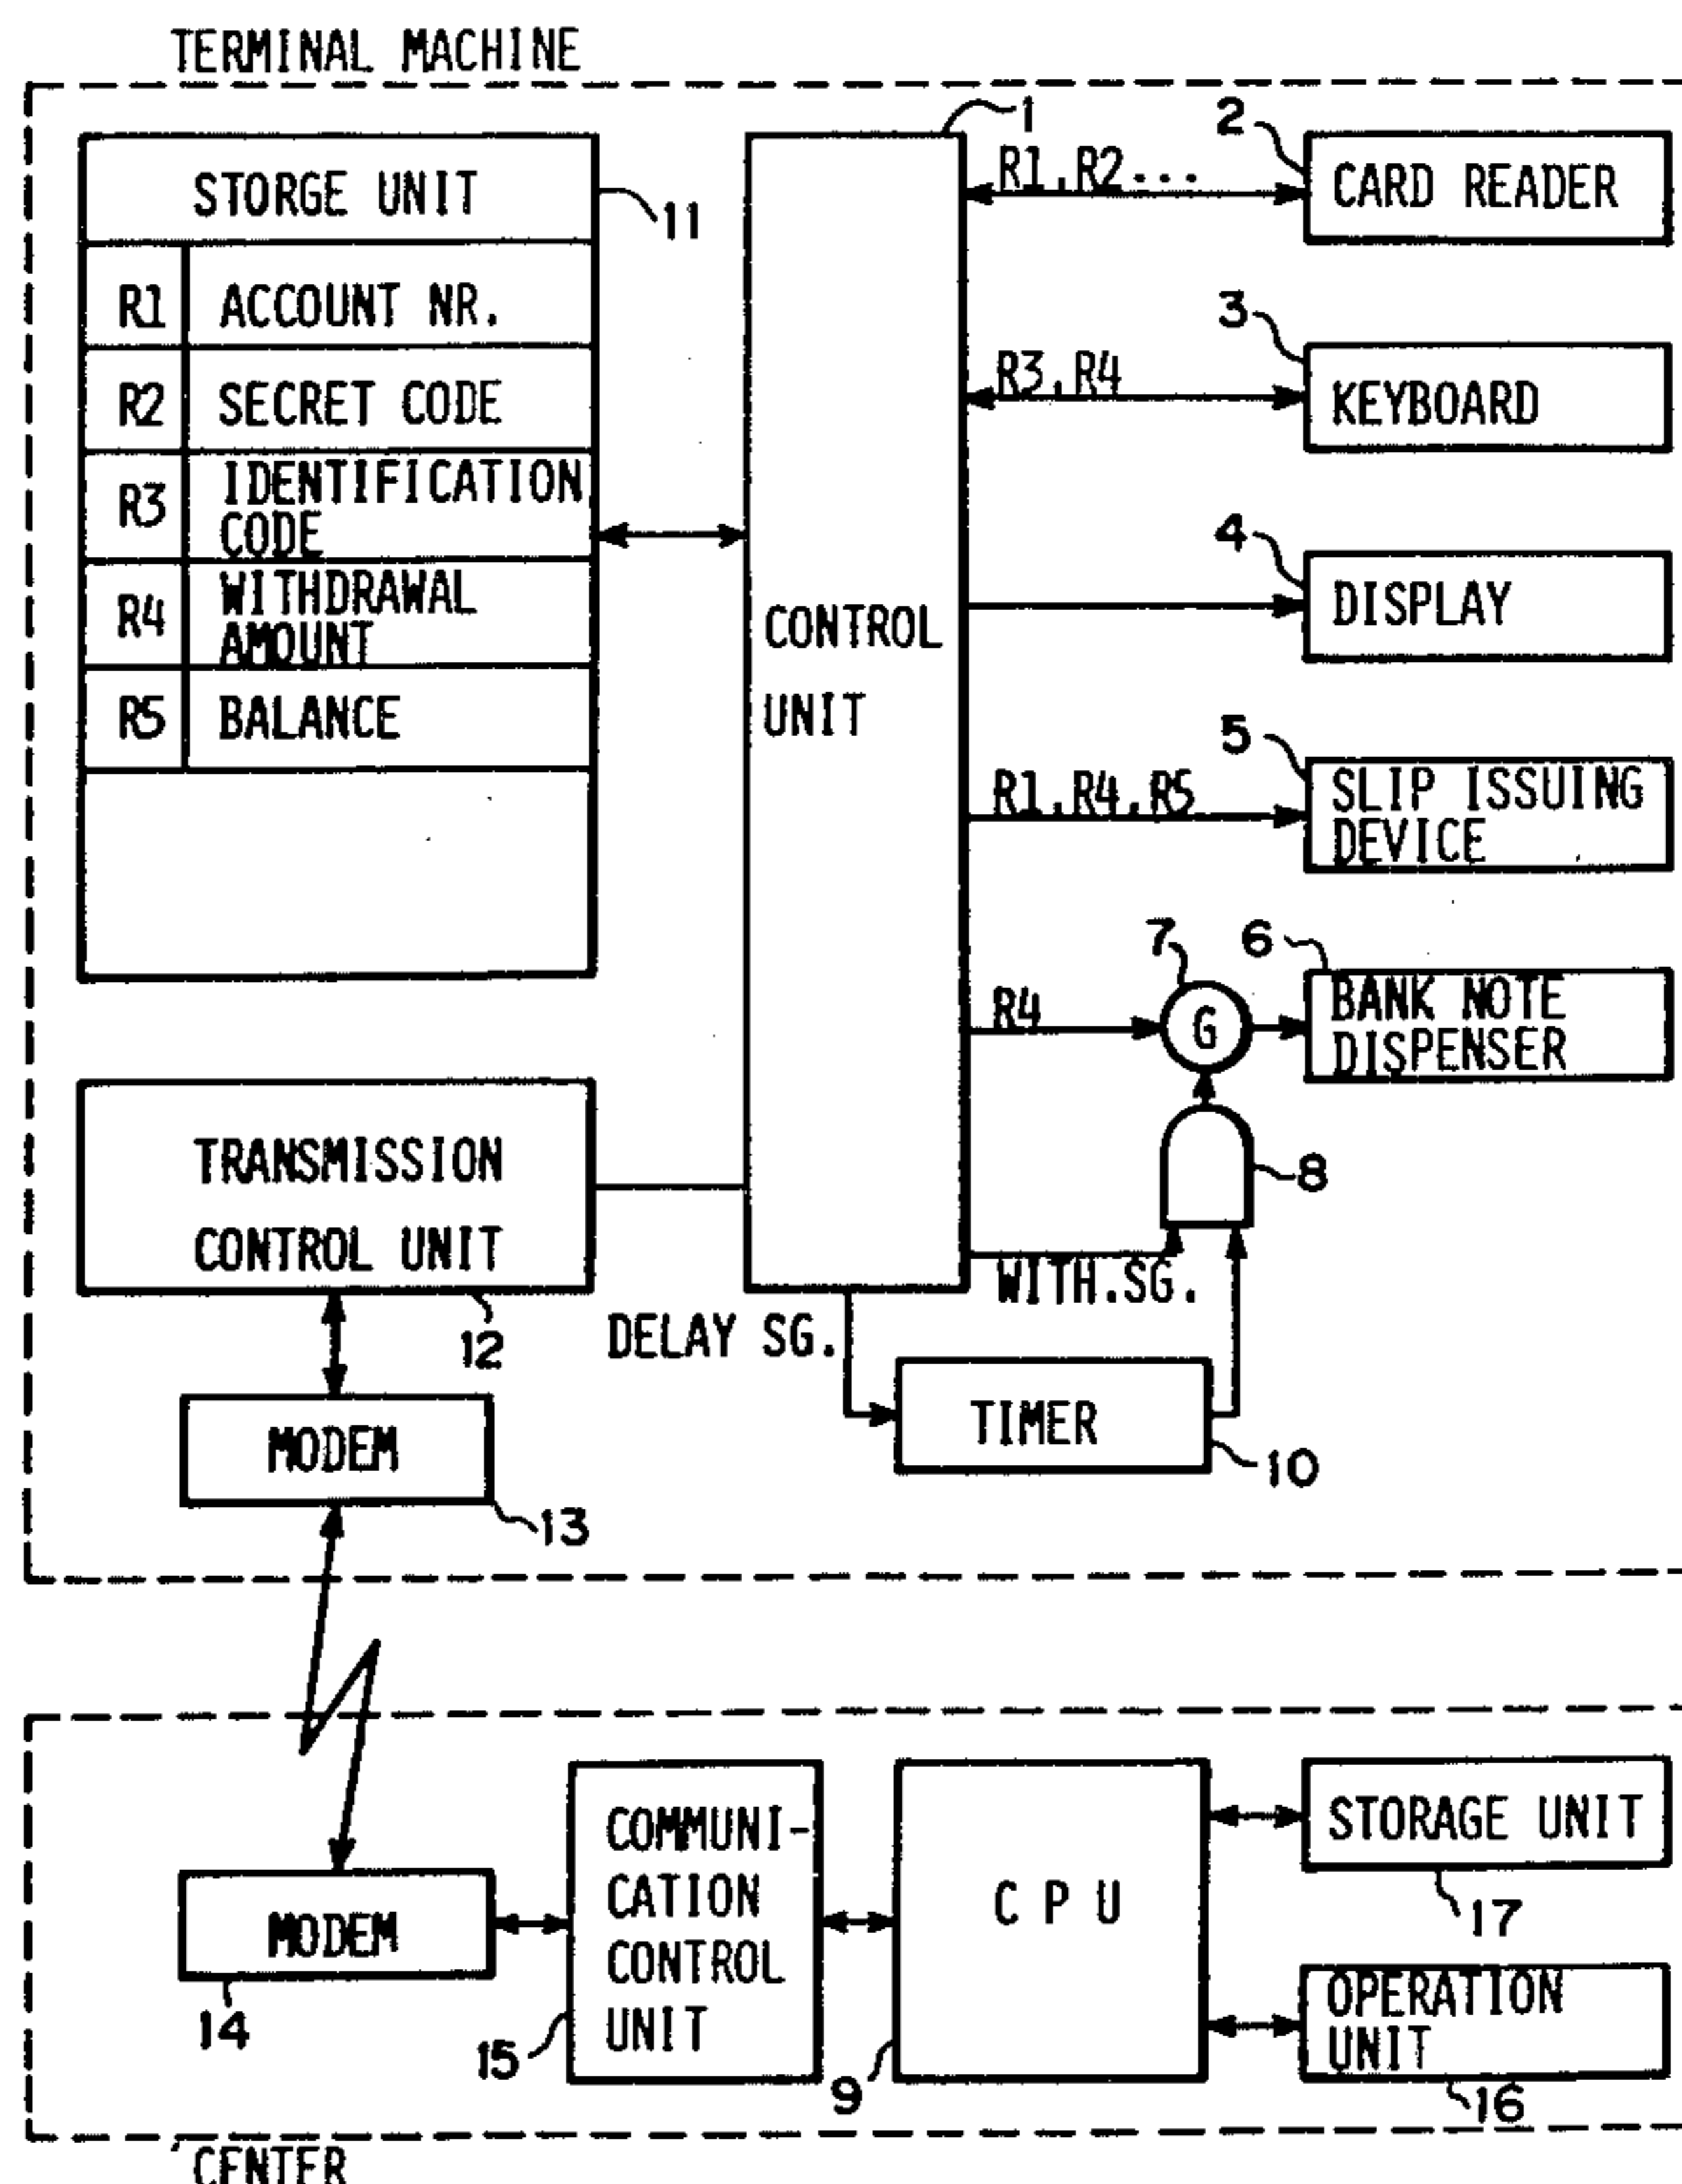 TERMINAL MACHINE
1
STORGE UNIT
11
R1 ACCOUNT NR.
R2 SECRET CODE
R3 IDENTIFICATION
CODE
R4 WITHDRAWAL
AMOUNT
R5 BALANCE
CONTROL
UNIT
R1.R2...
2
CARD READER
R3.R4
3
KEYBOARD
4
DISPLAY
R1.R4.R5
5
SLIP ISSUING
DEVICE
R4
7
G
6
BANK NOTE
DISPENSER
8
WITH.SG.
TRANSMISSION
CONTROL UNIT
12
DELAY SG.
TIMER
10
MODEM
13
MODEM
14
COMMUNI-
CATION
CONTROL
UNIT
15
C P U
9
STORAGE UNIT
17
OPERATION
UNIT
16
CENTER